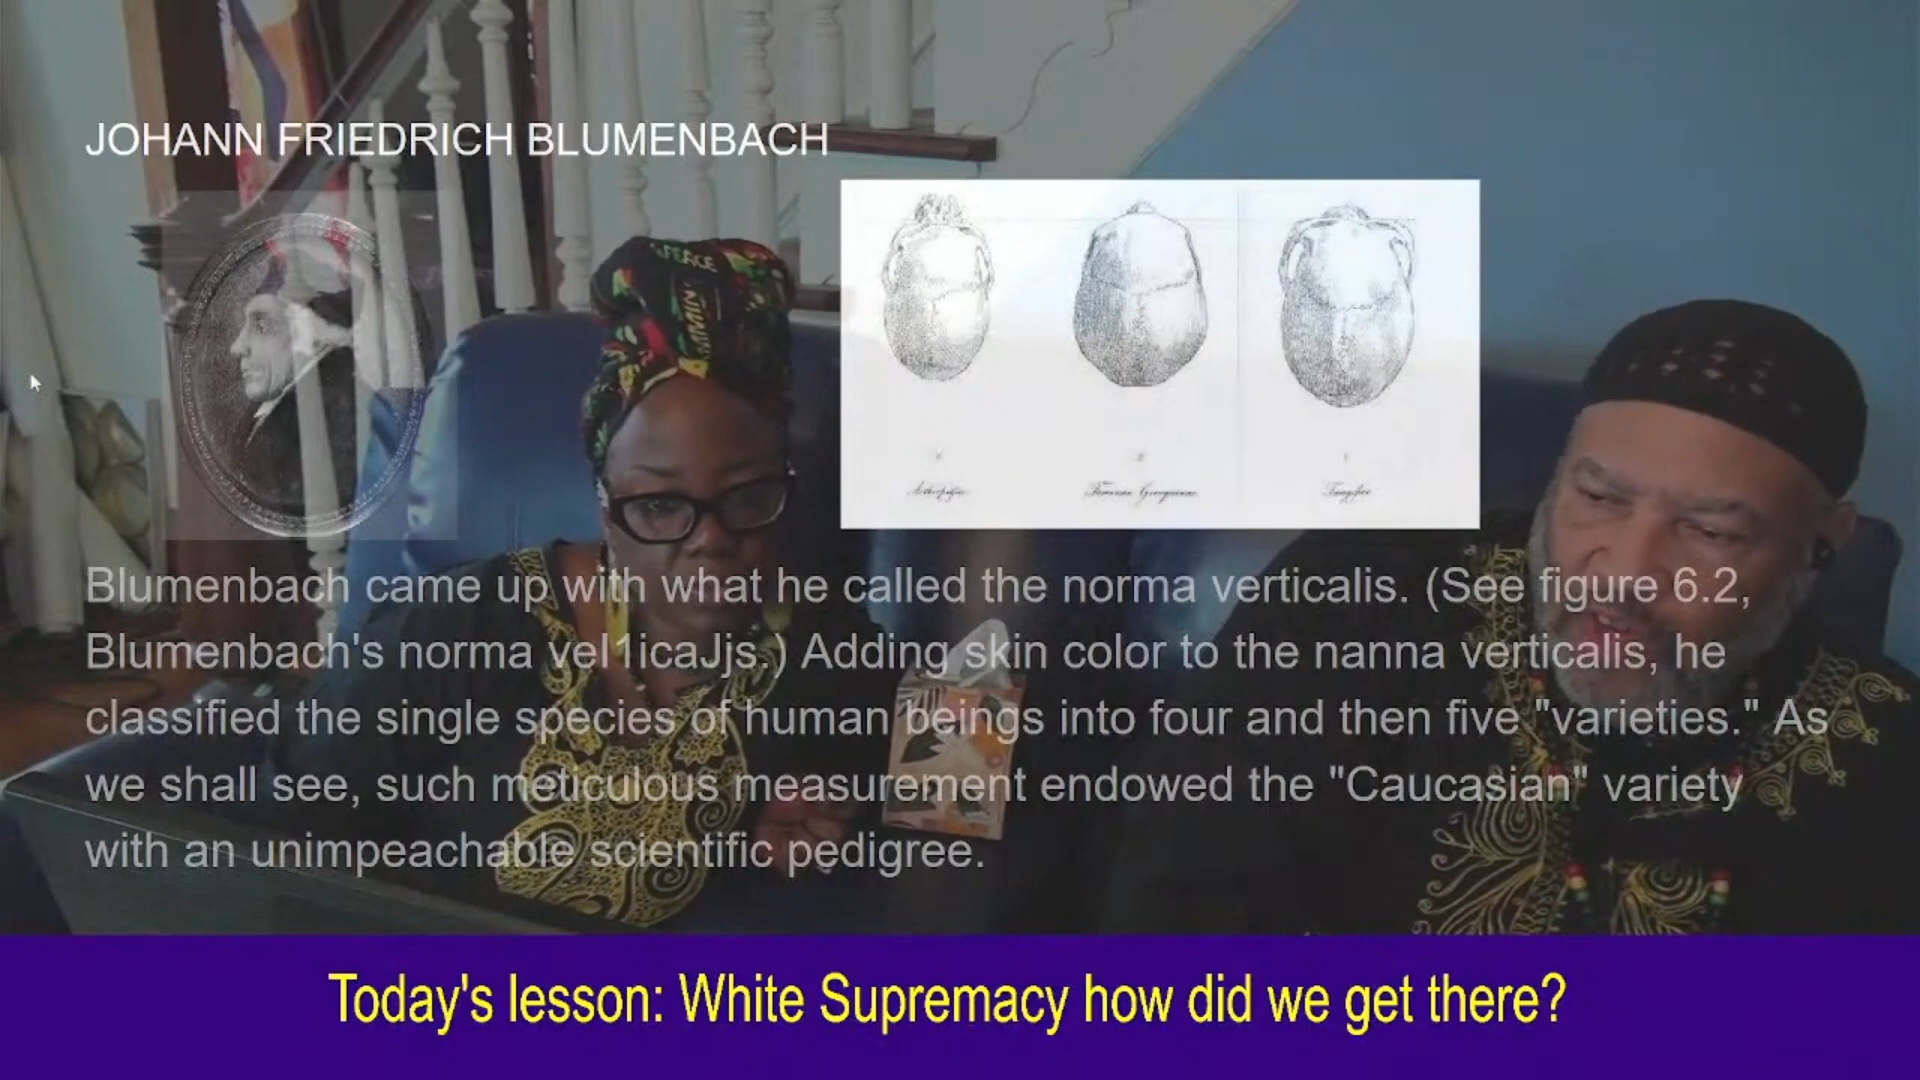 JOHANN FRIEDRICH BLUMENBACH
PEACE
Blumenbach came up with what he called the norma verticalis. (See figure 6.2,
Blumenbach's norma vel1icaJjs.) Adding skin color to the nanna verticalis, he
classified the single species of human beings into four and then five "varieties." As
we shall see, such meticulous measurement endowed the "Caucasian" variety
with an unimpeachable scientific pedigree.
Today's lesson: White Supremacy how did we get there?